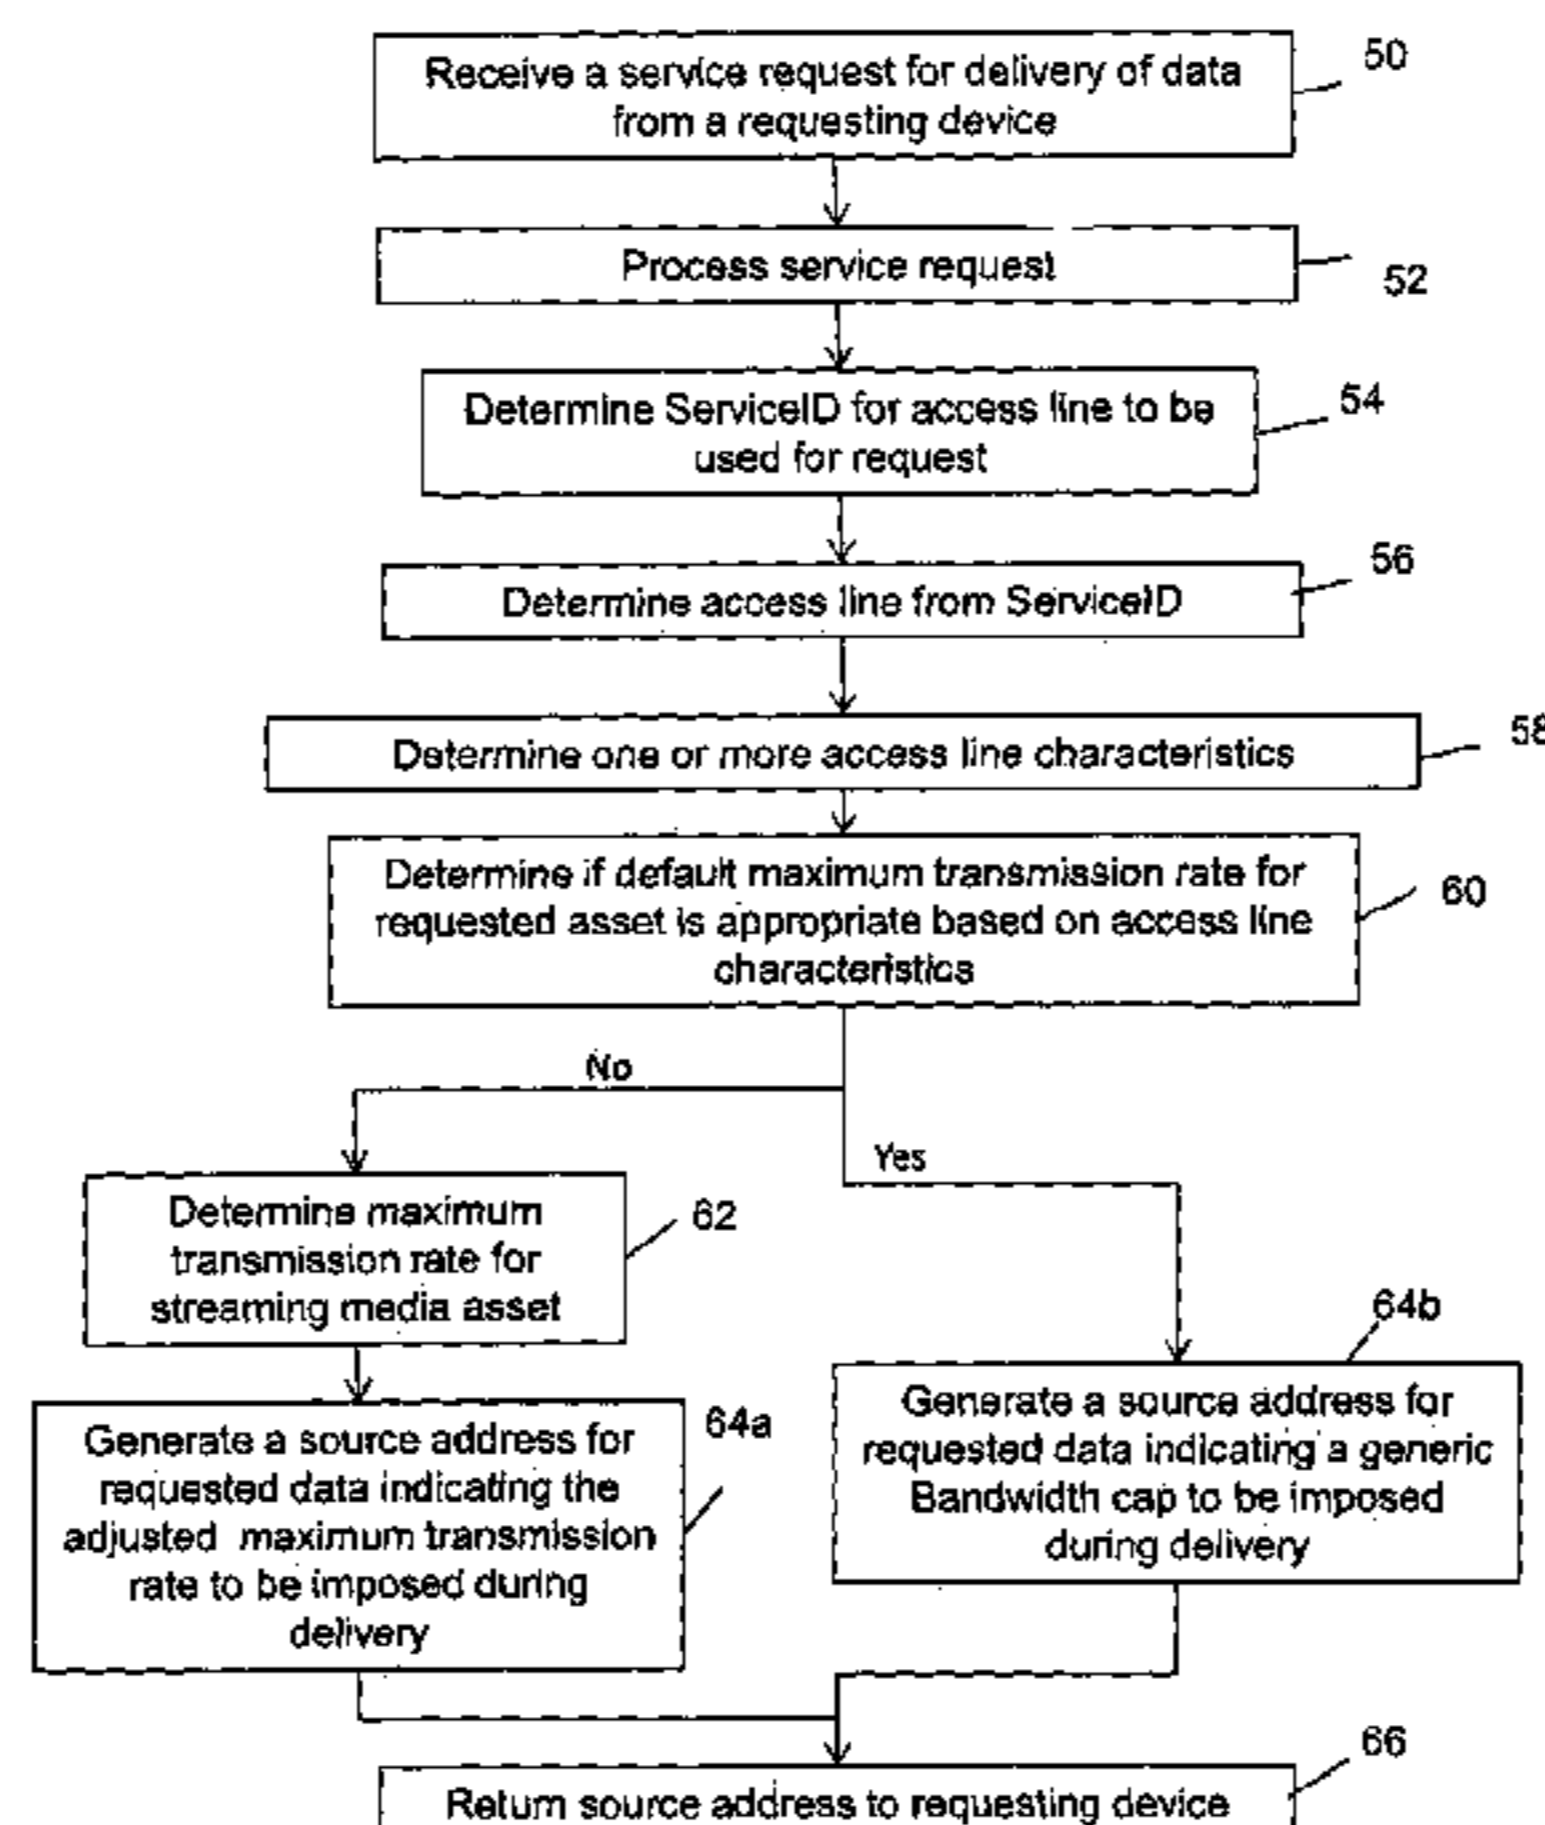 Receive a service request for delivery of data
from a requesting device
50
Process service request
52
Determine ServiceID for access line to be
used for request
54
Determine access line from ServiceID
56
Determine one or more access line characteristics
58
Determine if default maximum transmission rate for
requested asset is appropriate based on access line
characteristics
60
No
Yes
Determine maximum
transmission rate for
streaming media asset
62
64b
Generate a source address for
requested data indicating the
adjusted maximum transmission
rate to be imposed during
delivery
64a
Generate a source address for
requested data indicating a generic
Bandwidth cap to be imposed
during delivery
66
Return source address to requesting device